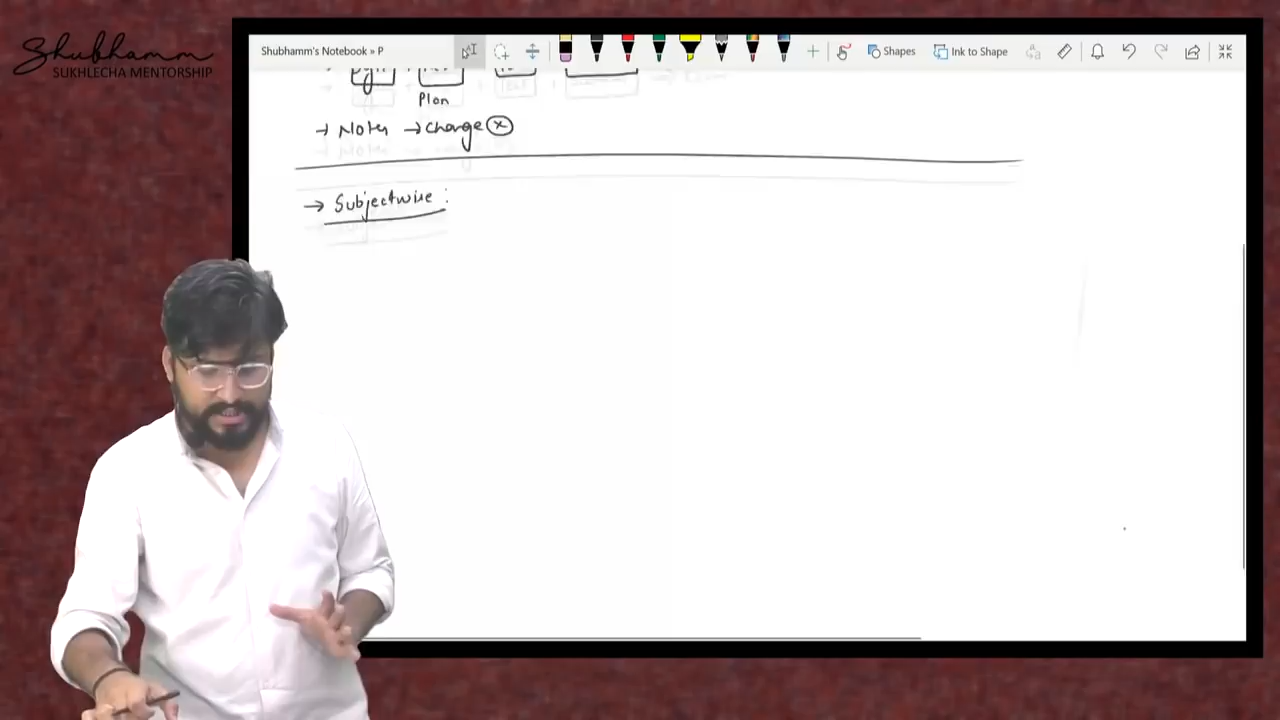 Shubhamm
SUKHLECHA MENTORSHIP
Shubhamm's Notebook » P
Shapes
Ink to Shape
Plan
→ Notes → Change ⓧ
→ Subjectwise :